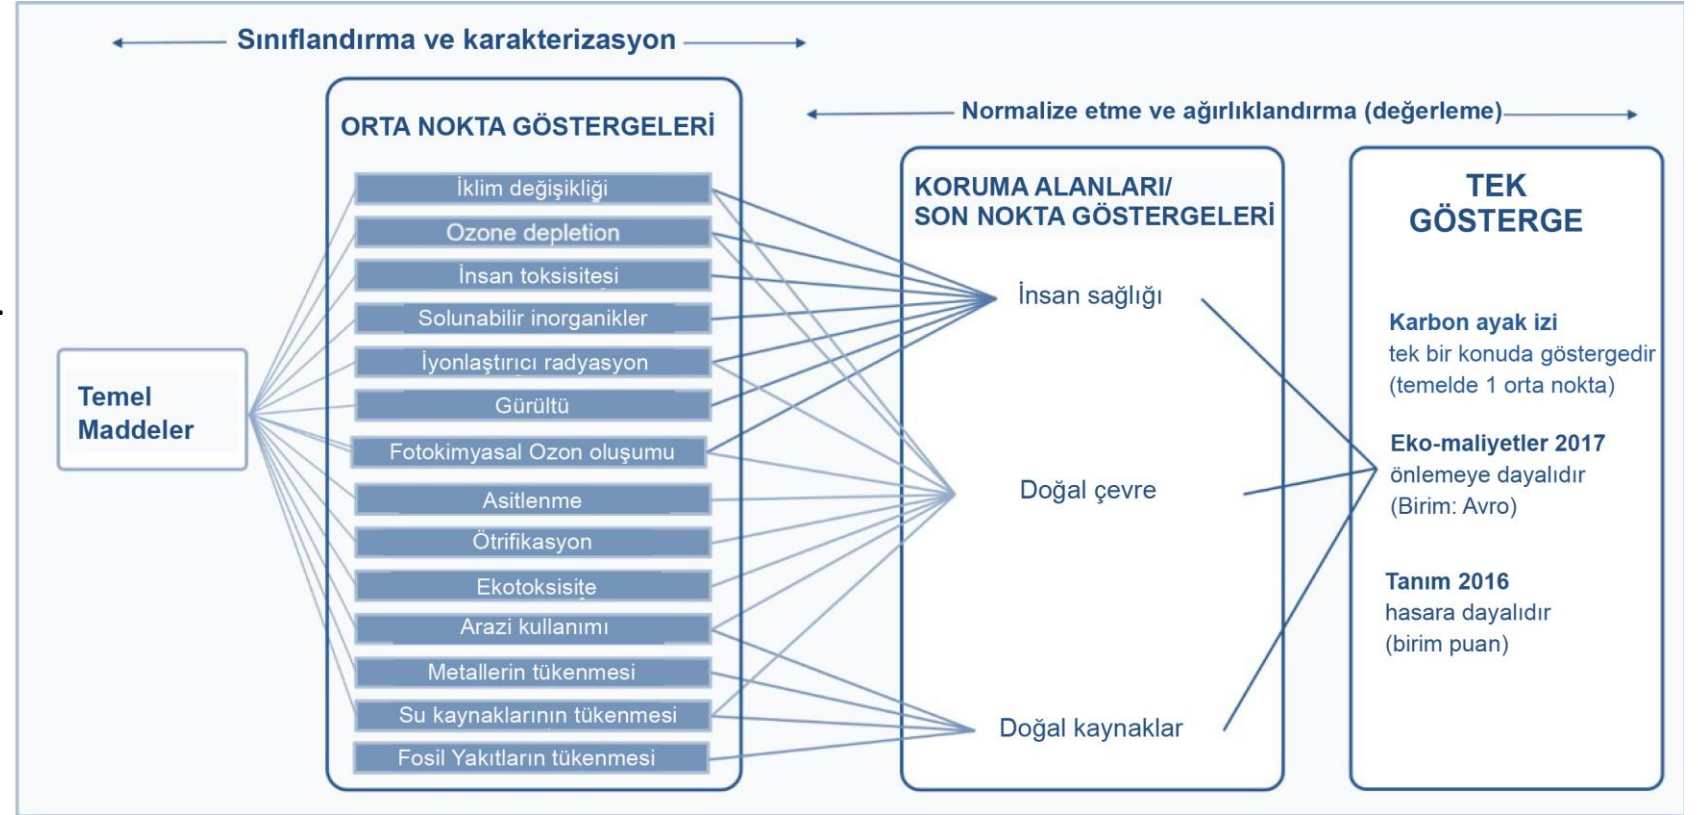 Sınıflandırma ve karakterizasyon
Normalize etme ve ağırlıklandırma (değerleme)
Temel
Maddeler
ORTA NOKTA GÖSTERGELERİ
İklim değişikliği
Ozone depletion
İnsan toksisitesi
Solunabilir inorganikler
İyonlaştırıcı radyasyon
Gürültü
Fotokimyasal Ozon oluşumu
Asitlenme
Ötrifikasyon
Ekotoksisite
Arazi kullanımı
Metallerin tükenmesi
Su kaynaklarının tükenmesi
Fosil Yakıtların tükenmesi
KORUMA ALANLARI/
SON NOKTA GÖSTERGELERİ
İnsan sağlığı
Doğal çevre
Doğal kaynaklar
TEK
GÖSTERGE
Karbon ayak izi
tek bir konuda göstergedir
(temelde 1 orta nokta)
Eko-maliyetler 2017
önlemeye dayalıdır
(Birim: Avro)
Tanım 2016
hasara dayalıdır
(birim puan)